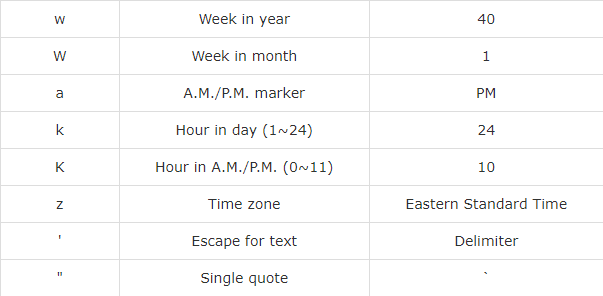 w Week in year 40
W Week in month 1
a A.M./P.M. marker PM
k Hour in day (1~24) 24
K Hour in A.M./P.M. (0~11) 10
z Time zone Eastern Standard Time
' Escape for text Delimiter
" Single quote `